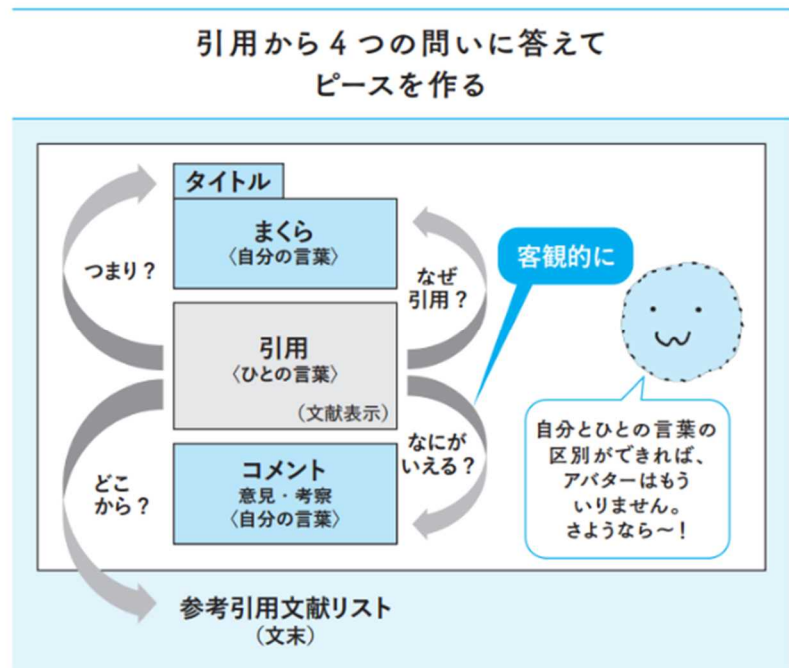 引用から4つの問いに答えて
ピースを作る
タイトル
まくら
〈自分の言葉〉
つまり？
なぜ
引用？
客観的に
引用
〈ひとの言葉〉
（文献表示）
どこ
から？
なにが
いえる？
コメント
意見・考察
〈自分の言葉〉
自分とひとの言葉の
区別ができれば、
アバターはもう
いりません。
さようなら〜！
参考引用文献リスト
（文末）